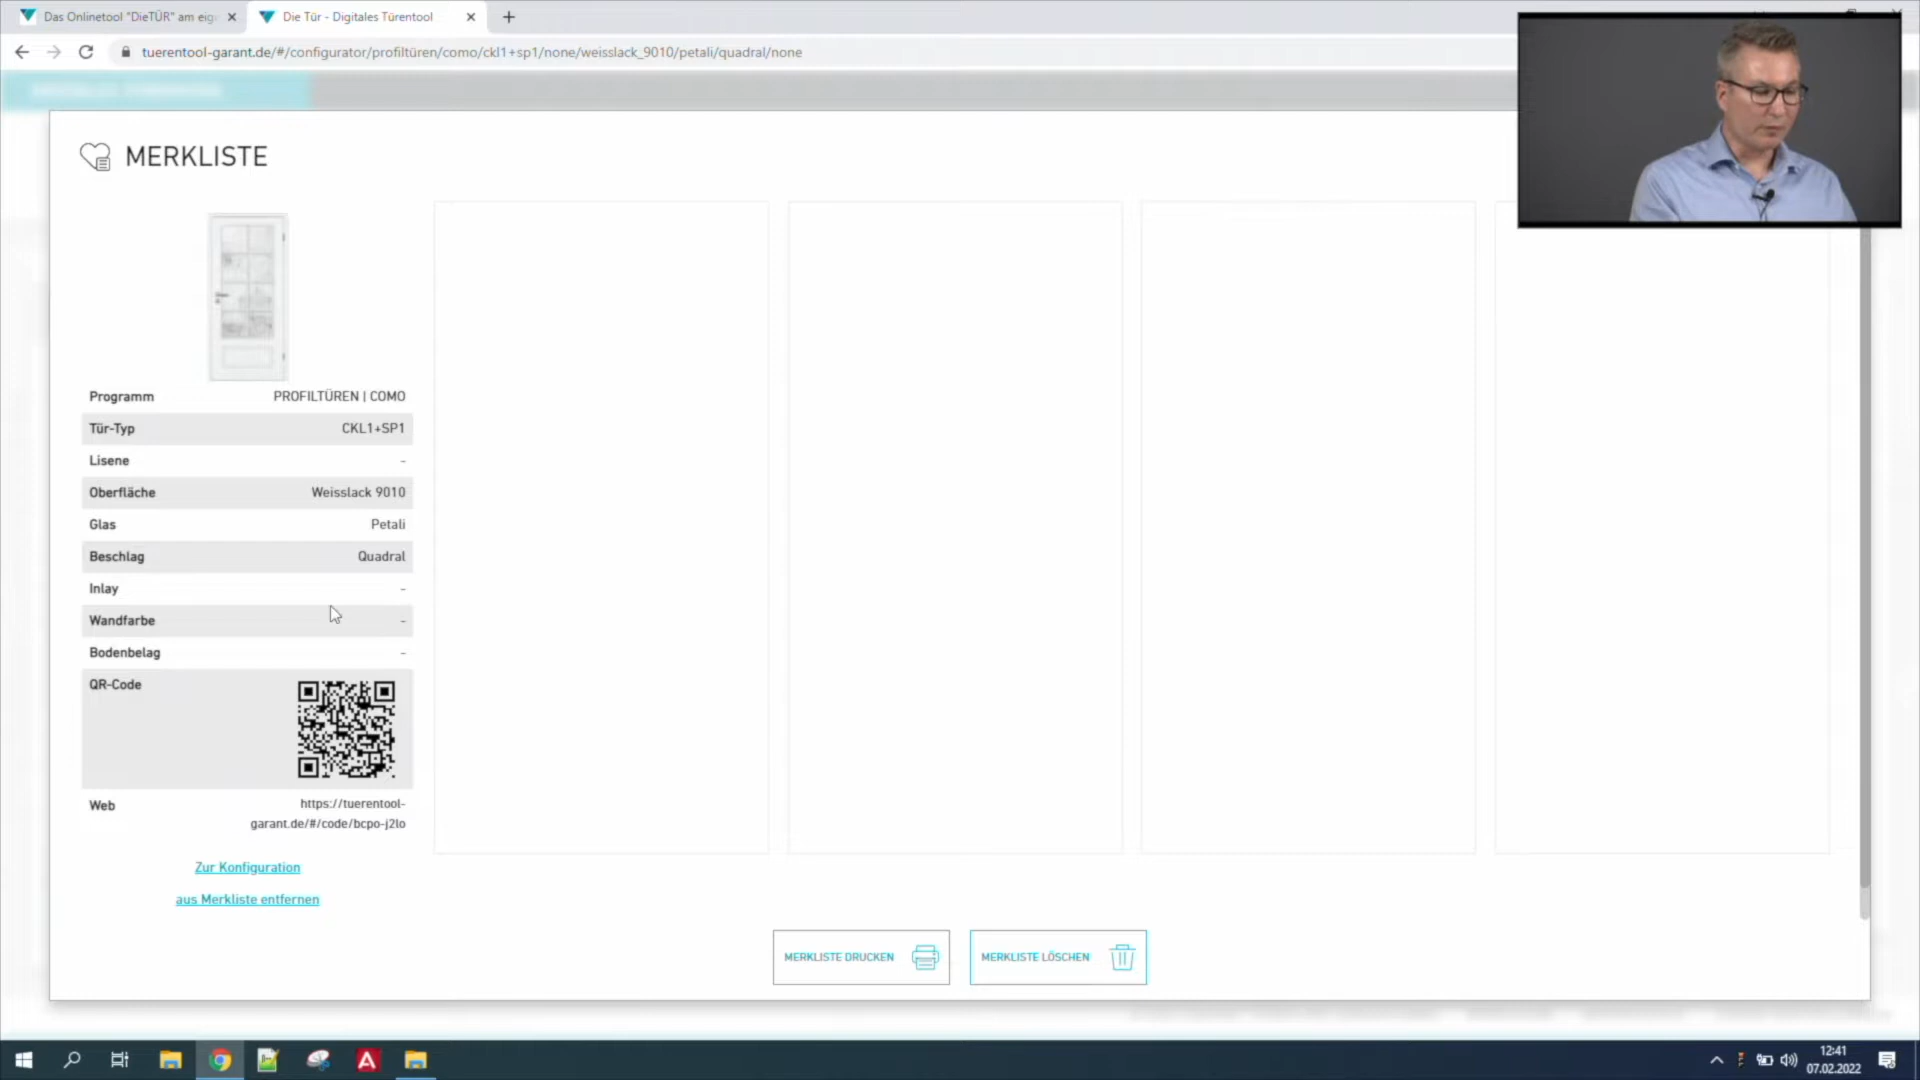 Das Onlinetool "DieTÜR" am eig
Die Tür - Digitales Türentool
tuerentool-garant.de/#/configurator/profiltüren/como/ckl1+sp1/none/weisslack_9010/petali/quadral/none
MERKLISTE
Programm PROFILTÜREN | COMO
Tür-Typ CKL1+SP1
Lisene -
Oberfläche Weisslack 9010
Glas Petali
Beschlag Quadral
Inlay -
Wandfarbe -
Bodenbelag -
QR-Code
Web https://tuerentool-
garant.de/#/code/bcpo-j2lo
Zur Konfiguration
aus Merkliste entfernen
MERKLISTE DRUCKEN
MERKLISTE LÖSCHEN
12:41
07.02.2022